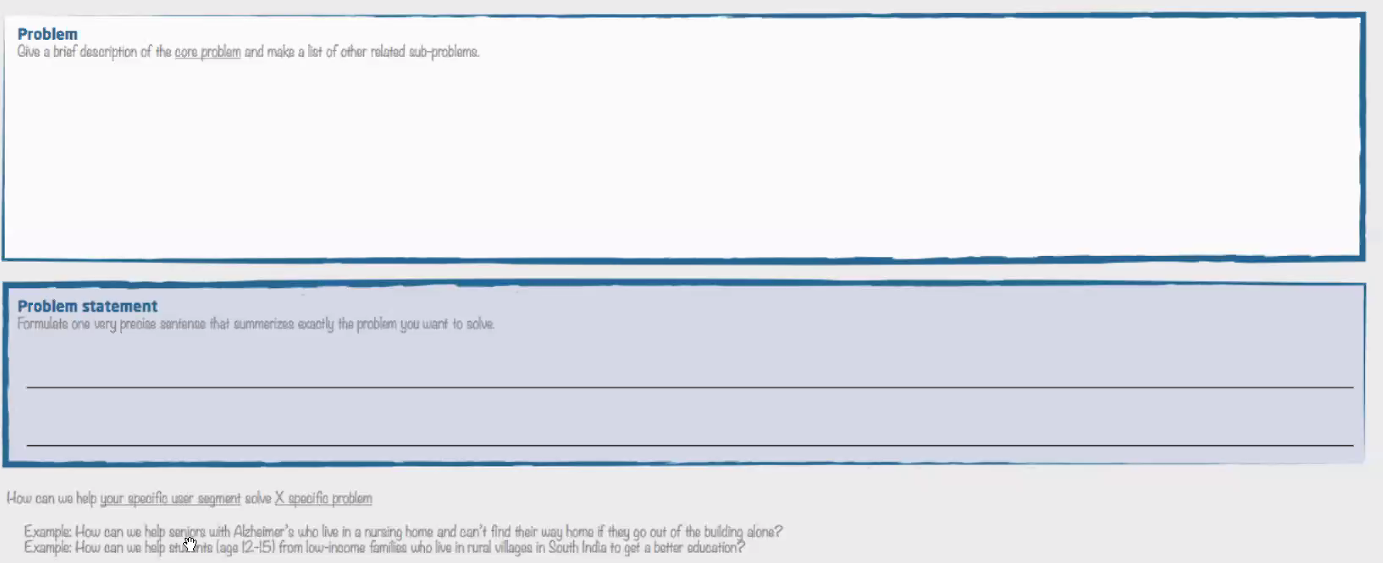 Problem
Give a brief description of the core problem and make a list of other related sub-problems.
Problem statement
Formulate one very precise sentence that summerizes exactly the problem you want to solve.
How can we help your specific user segment solve X specific problem
Example: How can we help seniors with Alzheimer's who live in a nursing home and can't find their way home if they go out of the building alone?
Example: How can we help students (age 12-15) from low-income families who live in rural villages in South India to get a better education?